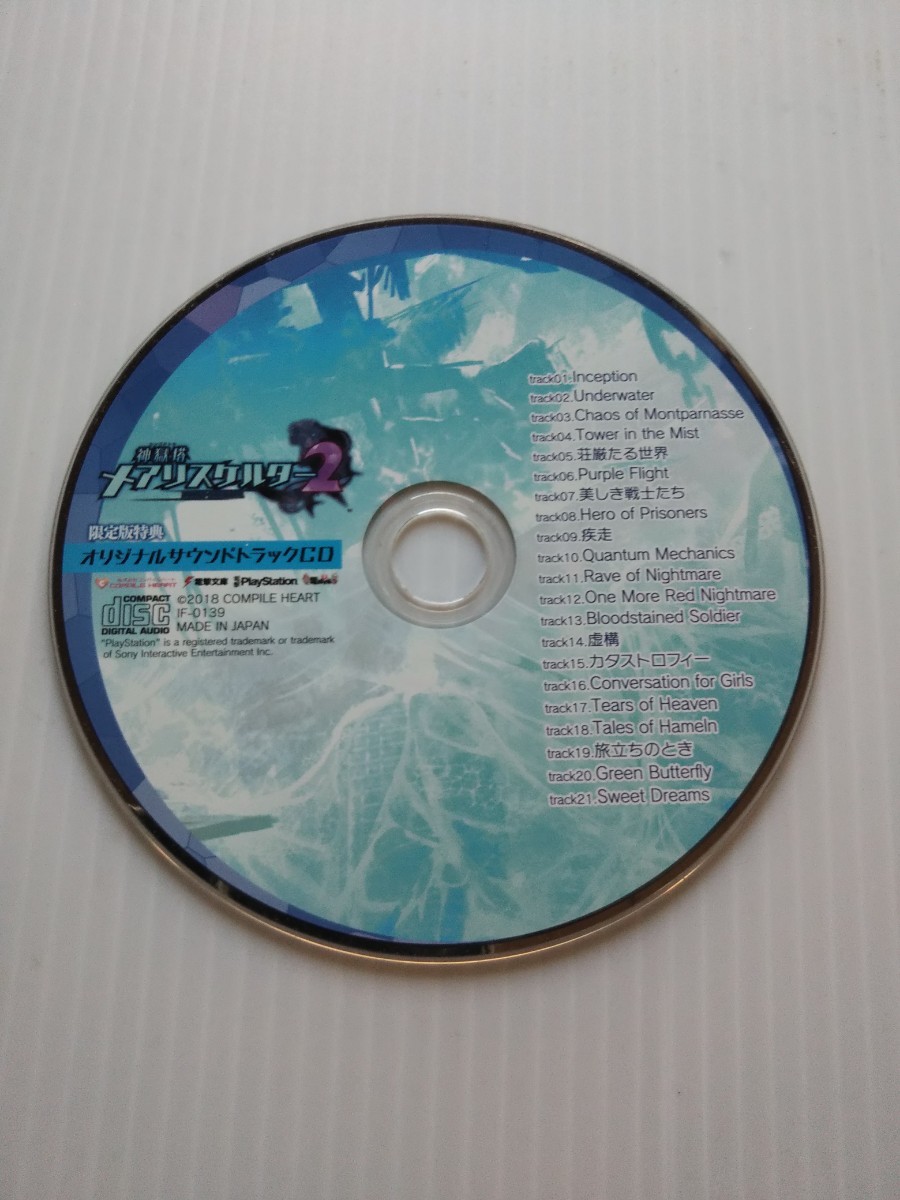 神獄塔
メアリスケルター2
限定版特典
オリジナルサウンドトラックCD
COMPILE HEART
電撃文庫
PlayStation
COMPACT
disc
DIGITAL AUDIO
©2018 COMPILE HEART
IF-0139
MADE IN JAPAN
"PlayStation" is a registered trademark or trademark
of Sony Interactive Entertainment Inc.
track01.Inception
track02.Underwater
track03.Chaos of Montparnasse
track04.Tower in the Mist
track05.荘厳たる世界
track06.Purple Flight
track07.美しき戦士たち
track08.Hero of Prisoners
track09.疾走
track10.Quantum Mechanics
track11.Rave of Nightmare
track12.One More Red Nightmare
track13.Bloodstained Soldier
track14.虚構
track15.カタストロフィー
track16.Conversation for Girls
track17.Tears of Heaven
track18.Tales of Hameln
track19.旅立ちのとき
track20.Green Butterfly
track21.Sweet Dreams